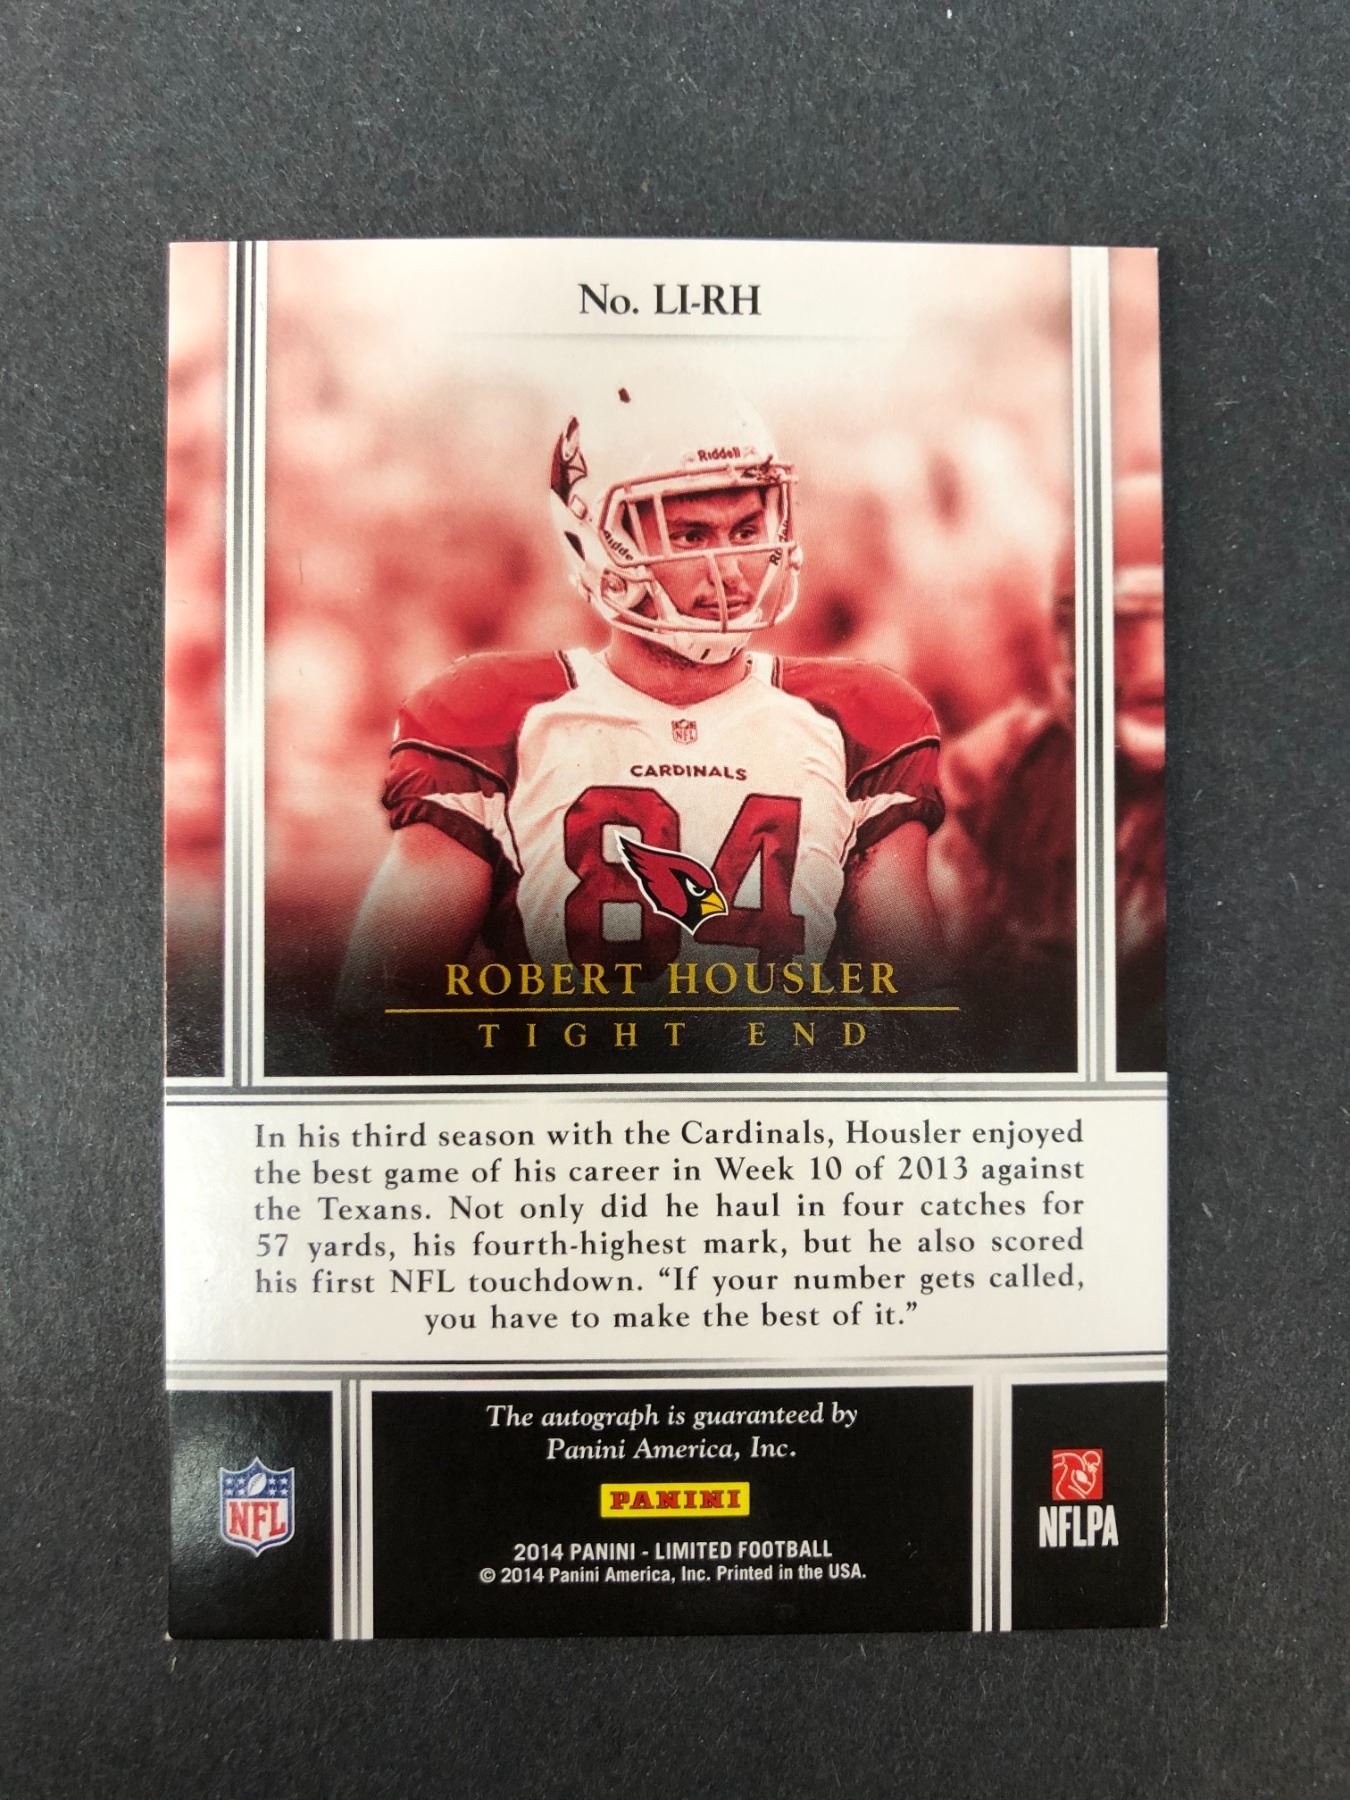 No. LI-RH
Riddell
Ridde
CARDINALS
84
ROBERT HOUSLER
TIGHT END
In his third season with the Cardinals, Housler enjoyed
the best game of his career in Week 10 of 2013 against
the Texans. Not only did he haul in four catches for
57 yards, his fourth-highest mark, but he also scored
his first NFL touchdown. “If your number gets called,
you have to make the best of it.”
The autograph is guaranteed by
Panini America, Inc.
PANINI
2014 PANINI - LIMITED FOOTBALL
© 2014 Panini America, Inc. Printed in the USA.
NFL
NFLPA